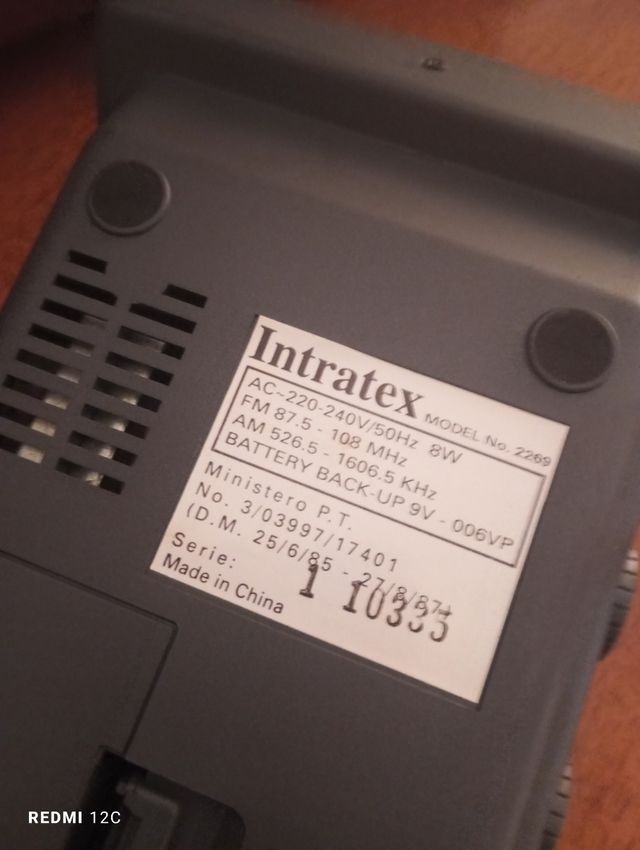 Intratex MODEL No. 2269
AC~220-240V/50Hz 8W
FM 87.5 - 108 MHz
AM 526.5 - 1606.5 KHz
BATTERY BACK-UP 9V - 006VP
Ministero P.T.
No. 3/03997/17401
(D.M. 25/6/85 - 27/8/87)
Serie: 1 10333
Made in China
REDMI 12C